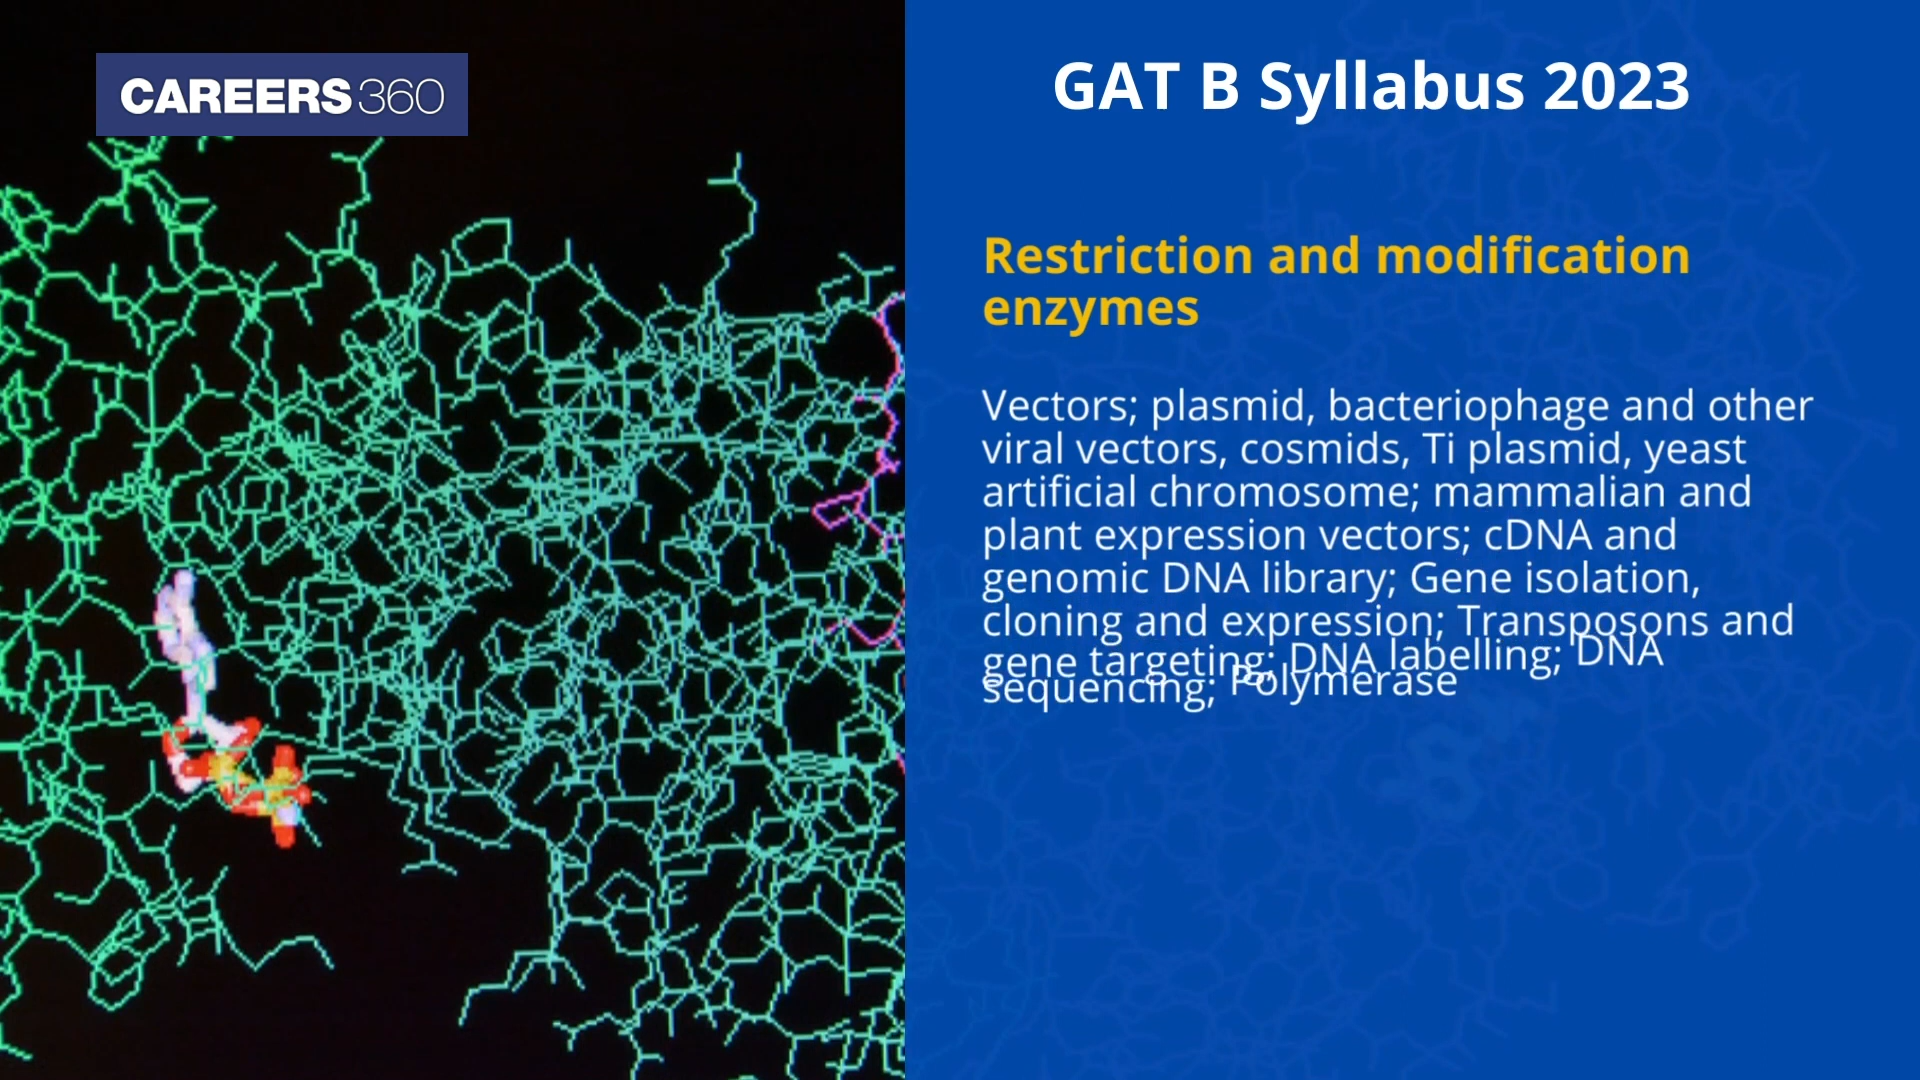 CAREERS360
GAT B Syllabus 2023
Restriction and modification
enzymes
Vectors; plasmid, bacteriophage and other
viral vectors, cosmids, Ti plasmid, yeast
artificial chromosome; mammalian and
plant expression vectors; cDNA and
genomic DNA library; Gene isolation,
cloning and expression; Transposons and
gene targeting; DNA labelling; DNA
sequencing; Polymerase